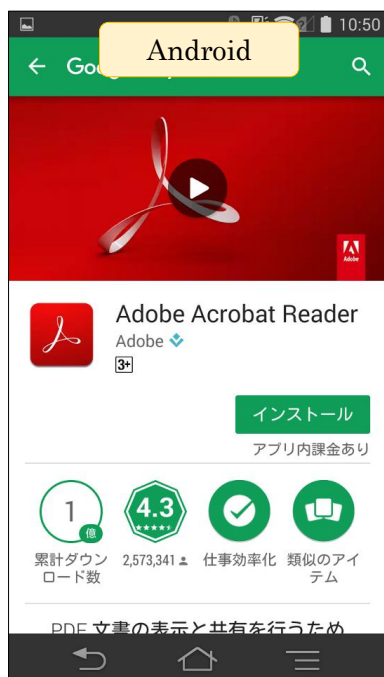 Android
10:50
Adobe
Adobe Acrobat Reader
Adobe
3+
インストール
アプリ内課金あり
1
億
4.3
累計ダウン
ロード数
2,573,341
仕事効率化
類似のアイ
テム
PDF 文書の表示と共有を行うため